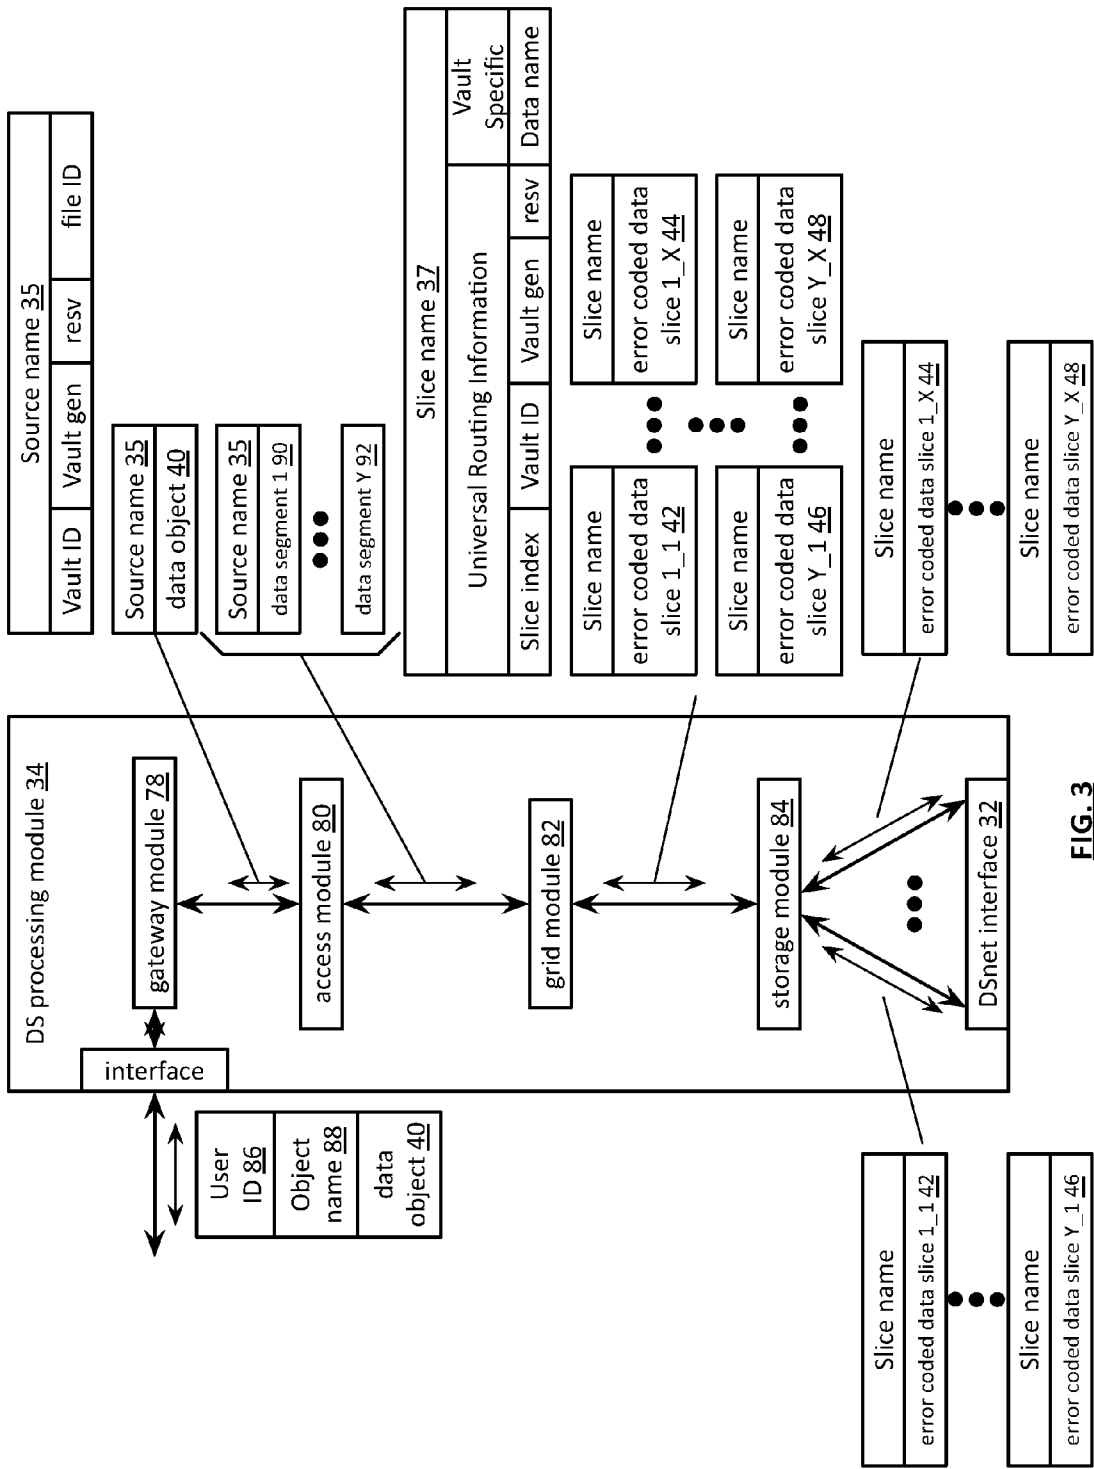 DS processing module 34
interface
gateway module 78
access module 80
grid module 82
storage module 84
DSnet interface 32
User
ID 86
Object
name 88
data
object 40
Source name 35
Vault ID
Vault gen
resv
file ID
Source name 35
data object 40
Source name 35
data segment 1 90
data segment Y 92
Slice name 37
Universal Routing Information
Vault
Specific
Slice index
Vault ID
Vault gen
resv
Data name
Slice name
error coded data
slice 1_1 42
Slice name
error coded data
slice 1_X 44
Slice name
error coded data
slice Y_1 46
Slice name
error coded data
slice Y_X 48
Slice name
error coded data slice 1_1 42
Slice name
error coded data slice Y_1 46
Slice name
error coded data slice 1_X 44
Slice name
error coded data slice Y_X 48
FIG. 3